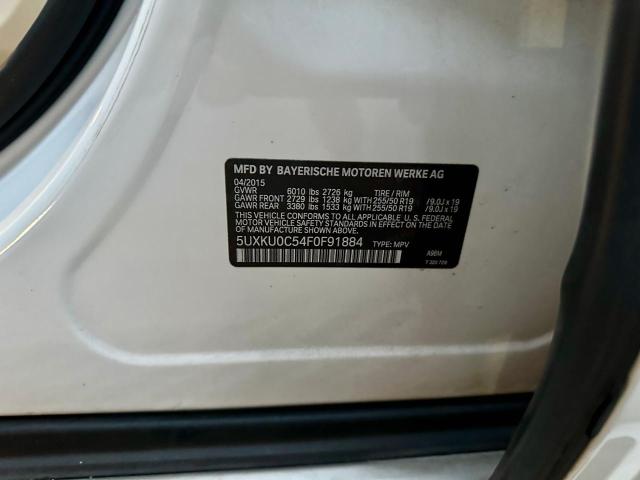 MFD BY BAYERISCHE MOTOREN WERKE AG
04/2015
GVWR 6010 lbs 2726 kg TIRE / RIM
GAWR FRONT 2729 lbs 1238 kg WITH 255/50 R19 /9.0J x 19
GAWR REAR 3380 lbs 1533 kg WITH 255/50 R19 /9.0J x 19
THIS VEHICLE CONFORMS TO ALL APPLICABLE U. S. FEDERAL
MOTOR VEHICLE SAFETY STANDARDS IN EFFECT ON THE
DATE OF MANUFACTURE SHOWN ABOVE.
5UXKU0C54F0F91884 TYPE: MPV A96M